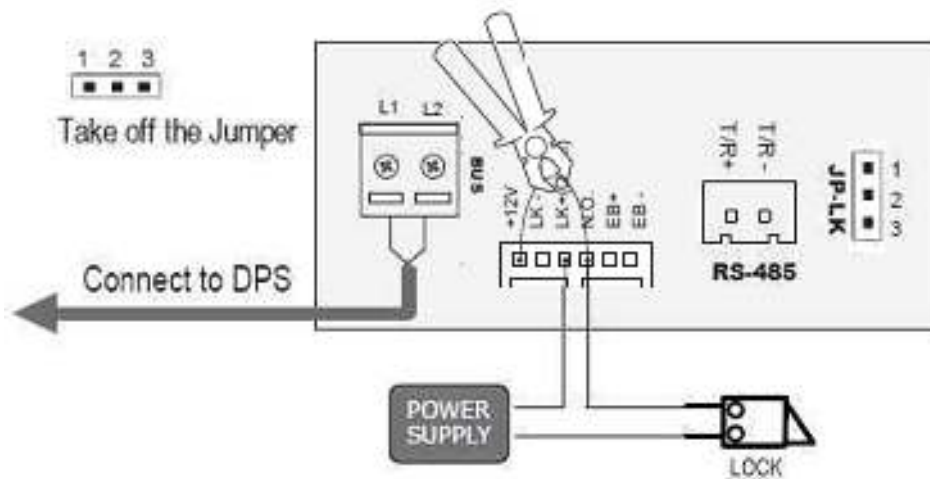 1 2 3
Take off the Jumper
L1 L2
BUS
+12V
LK-
LK+
N.O.
EB+
EB-
T/R+
T/R-
RS-485
JP-LK
1
2
3
Connect to DPS
POWER
SUPPLY
LOCK